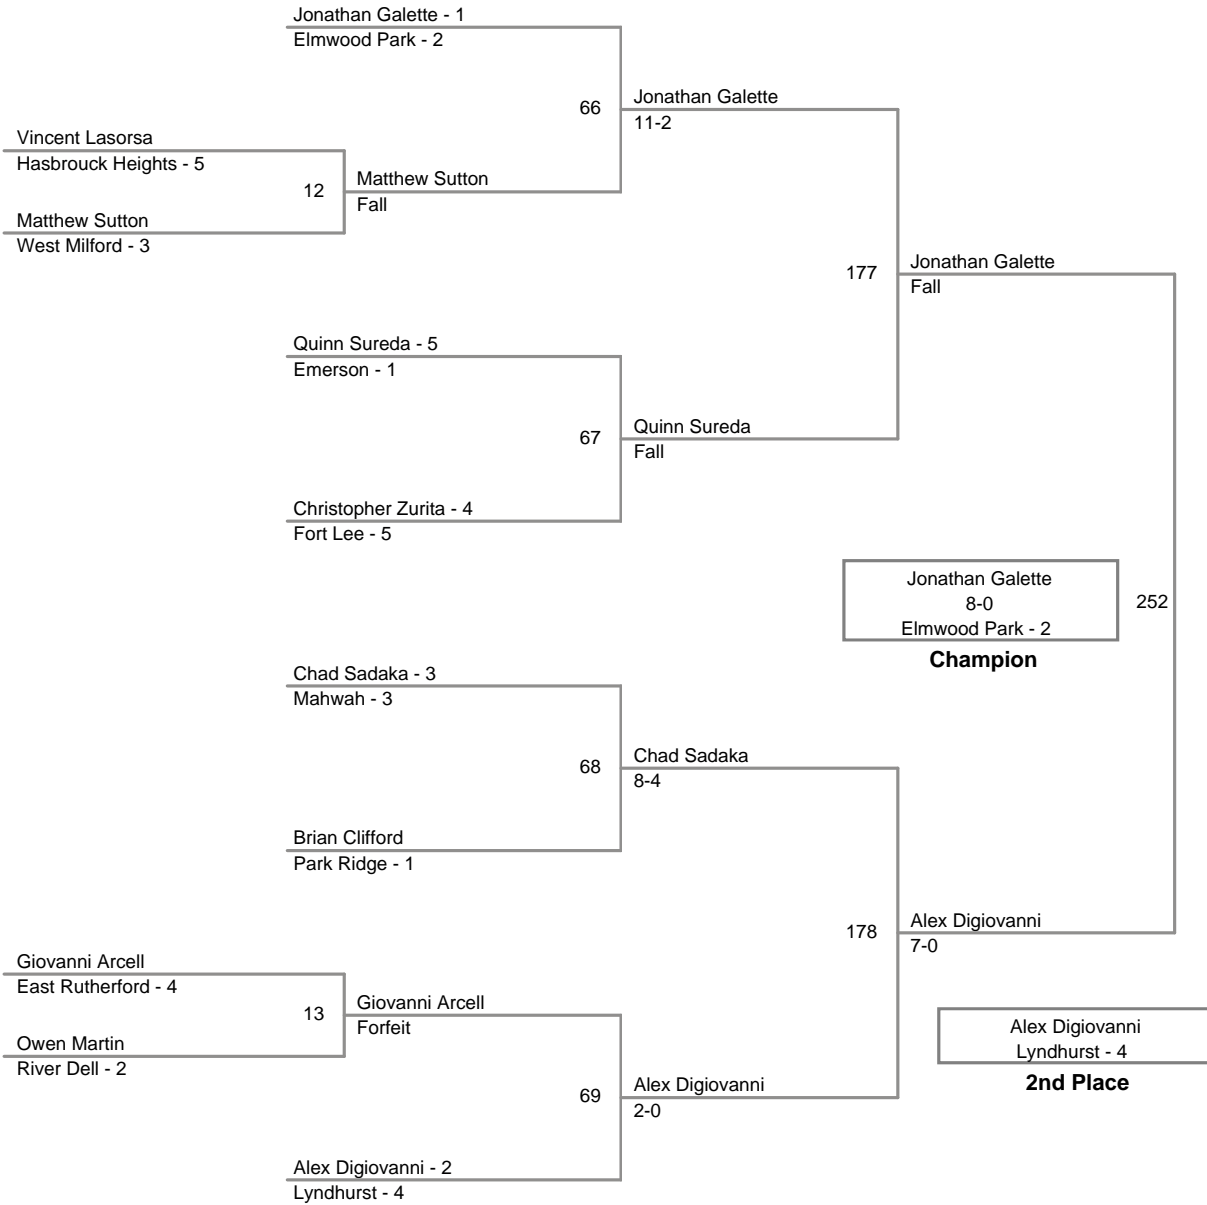 Jonathan Galette - 1
Elmwood Park - 2
66
Jonathan Galette
11-2
Vincent Lasorsa
Hasbrouck Heights - 5
12
Matthew Sutton
Fall
Matthew Sutton
West Milford - 3
177
Jonathan Galette
Fall
Quinn Sureda - 5
Emerson - 1
67
Quinn Sureda
Fall
Christopher Zurita - 4
Fort Lee - 5
Jonathan Galette
8-0
Elmwood Park - 2
Champion
252
Chad Sadaka - 3
Mahwah - 3
68
Chad Sadaka
8-4
Brian Clifford
Park Ridge - 1
178
Alex Digiovanni
7-0
Giovanni Arcell
East Rutherford - 4
13
Giovanni Arcell
Forfeit
Owen Martin
River Dell - 2
Alex Digiovanni
Lyndhurst - 4
2nd Place
69
Alex Digiovanni
2-0
Alex Digiovanni - 2
Lyndhurst - 4